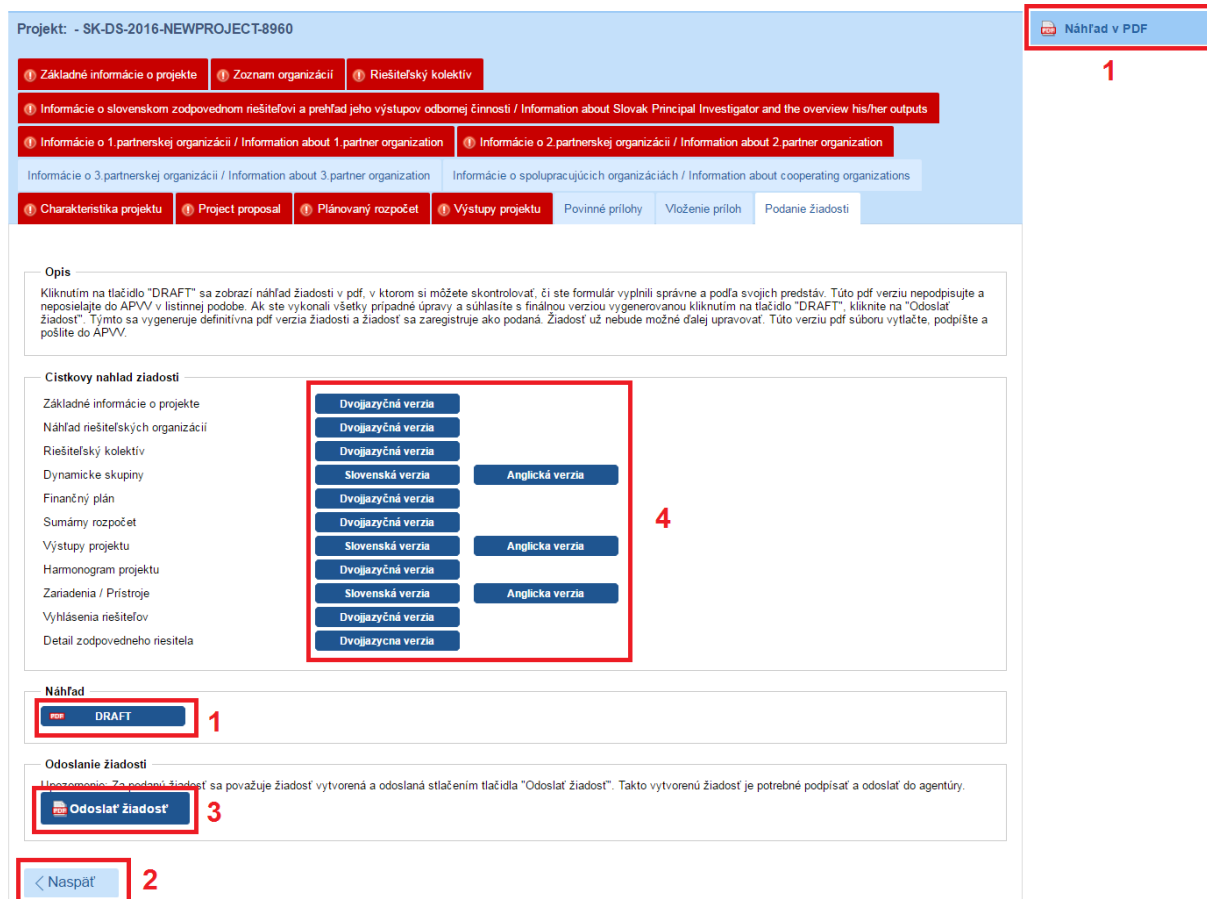 Projekt: - SK-DS-2016-NEWPROJECT-8960
Náhľad v PDF
1
Základné informácie o projekte
Zoznam organizácií
Riešiteľský kolektív
Informácie o slovenskom zodpovednom riešiteľovi a prehľad jeho výstupov odbornej činnosti / Information about Slovak Principal Investigator and the overview his/her outputs
Informácie o 1.partnerskej organizácii / Information about 1.partner organization
Informácie o 2.partnerskej organizácii / Information about 2.partner organization
Informácie o 3.partnerskej organizácii / Information about 3.partner organization
Informácie o spolupracujúcich organizáciách / Information about cooperating organizations
Charakteristika projektu
Project proposal
Plánovaný rozpočet
Výstupy projektu
Povinné prílohy
Vloženie príloh
Podanie žiadosti
Opis
Kliknutím na tlačidlo "DRAFT" sa zobrazí náhľad žiadosti v pdf, v ktorom si môžete skontrolovať, či ste formulár vyplnili správne a podľa svojich predstáv. Túto pdf verziu nepodpisujte a
neposielajte do APVV v listinnej podobe. Ak ste vykonali všetky prípadné úpravy a súhlasíte s finálnou verziou vygenerovanou kliknutím na tlačidlo "DRAFT", kliknite na "Odoslať
žiadosť". Týmto sa vygeneruje definitívna pdf verzia žiadosti a žiadosť sa zaregistruje ako podaná. Žiadosť už nebude možné ďalej upravovať. Túto verziu pdf súboru vytlačte, podpíšte a
pošlite do APVV.
Cistkovy nahlad ziadosti
Základné informácie o projekte Dvojjazyčná verzia
Náhľad riešiteľských organizácií Dvojjazyčná verzia
Riešiteľský kolektív Dvojjazyčná verzia
Dynamicke skupiny Slovenská verzia Anglická verzia
Finančný plán Dvojjazyčná verzia
Sumárny rozpočet Dvojjazyčná verzia
4
Výstupy projektu Slovenská verzia Anglicka verzia
Harmonogram projektu Dvojjazyčná verzia
Zariadenia / Prístroje Slovenská verzia Anglicka verzia
Vyhlásenia riešiteľov Dvojjazyčná verzia
Detail zodpovedneho riesitela Dvojjazycna verzia
Náhľad
PDF DRAFT
1
Odoslanie žiadosti
Upozornenie: Za podanú žiadosť sa považuje žiadosť vytvorená a odoslaná stlačením tlačidla "Odoslať žiadosť". Takto vytvorenú žiadosť je potrebné podpísať a odoslať do agentúry.
Odoslať žiadosť
3
Naspäť
2